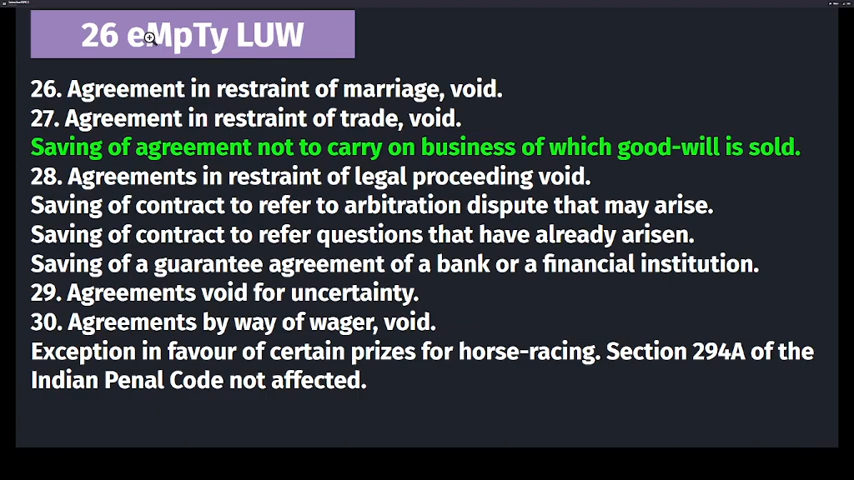 26 eMpTy LUW
26. Agreement in restraint of marriage, void.
27. Agreement in restraint of trade, void.
Saving of agreement not to carry on business of which good-will is sold.
28. Agreements in restraint of legal proceeding void.
Saving of contract to refer to arbitration dispute that may arise.
Saving of contract to refer questions that have already arisen.
Saving of a guarantee agreement of a bank or a financial institution.
29. Agreements void for uncertainty.
30. Agreements by way of wager, void.
Exception in favour of certain prizes for horse-racing. Section 294A of the
Indian Penal Code not affected.